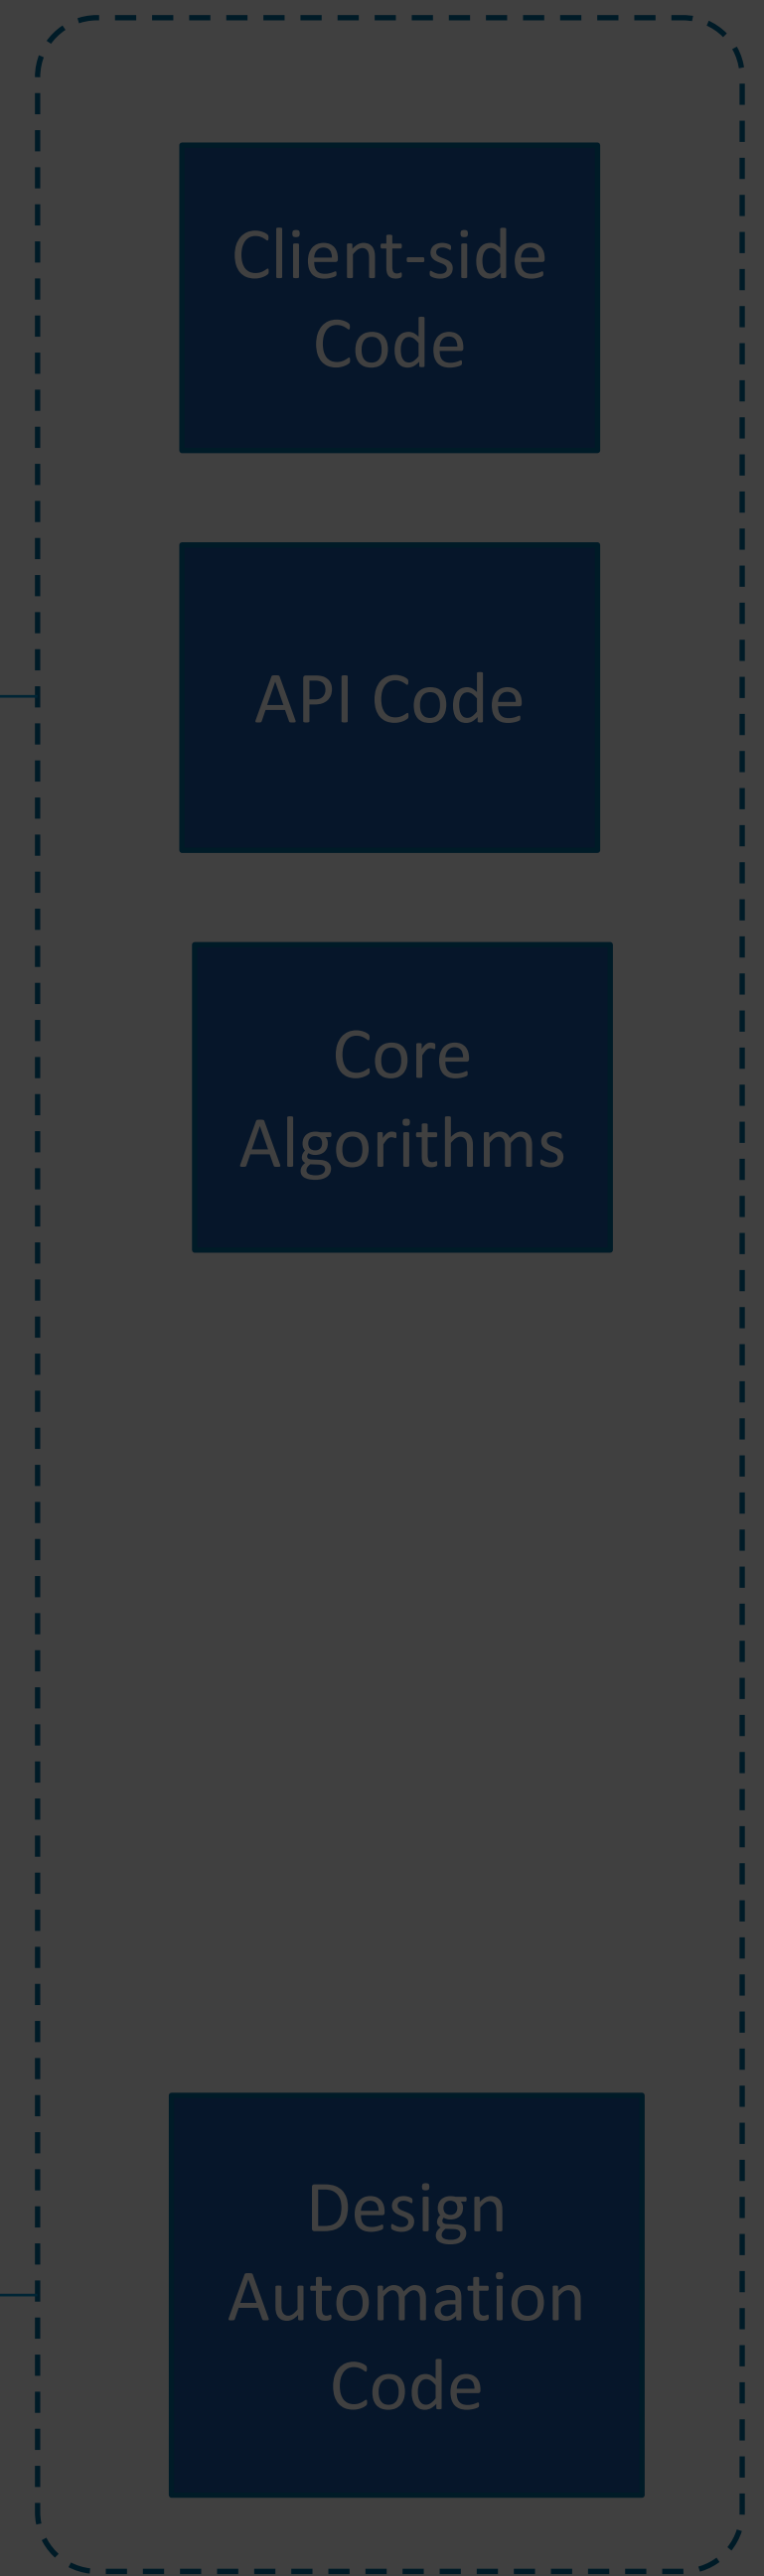 Client-side
Code
API Code
Core
Algorithms
Design
Automation
Code